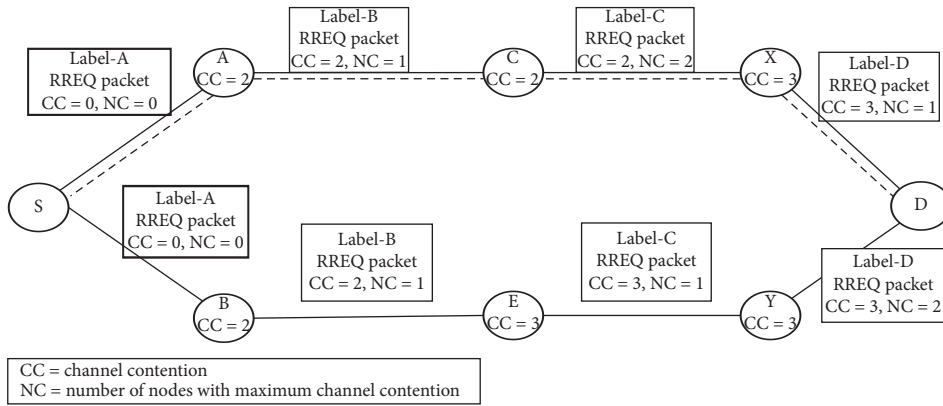 Label-A
RREQ packet
CC = 0, NC = 0
A
CC = 2
Label-B
RREQ packet
CC = 2, NC = 1
C
CC = 2
Label-C
RREQ packet
CC = 2, NC = 2
X
CC = 3
Label-D
RREQ packet
CC = 3, NC = 1
S
D
Label-A
RREQ packet
CC = 0, NC = 0
B
CC = 2
Label-B
RREQ packet
CC = 2, NC = 1
E
CC = 3
Label-C
RREQ packet
CC = 3, NC = 1
Y
CC = 3
Label-D
RREQ packet
CC = 3, NC = 2
CC = channel contention
NC = number of nodes with maximum channel contention